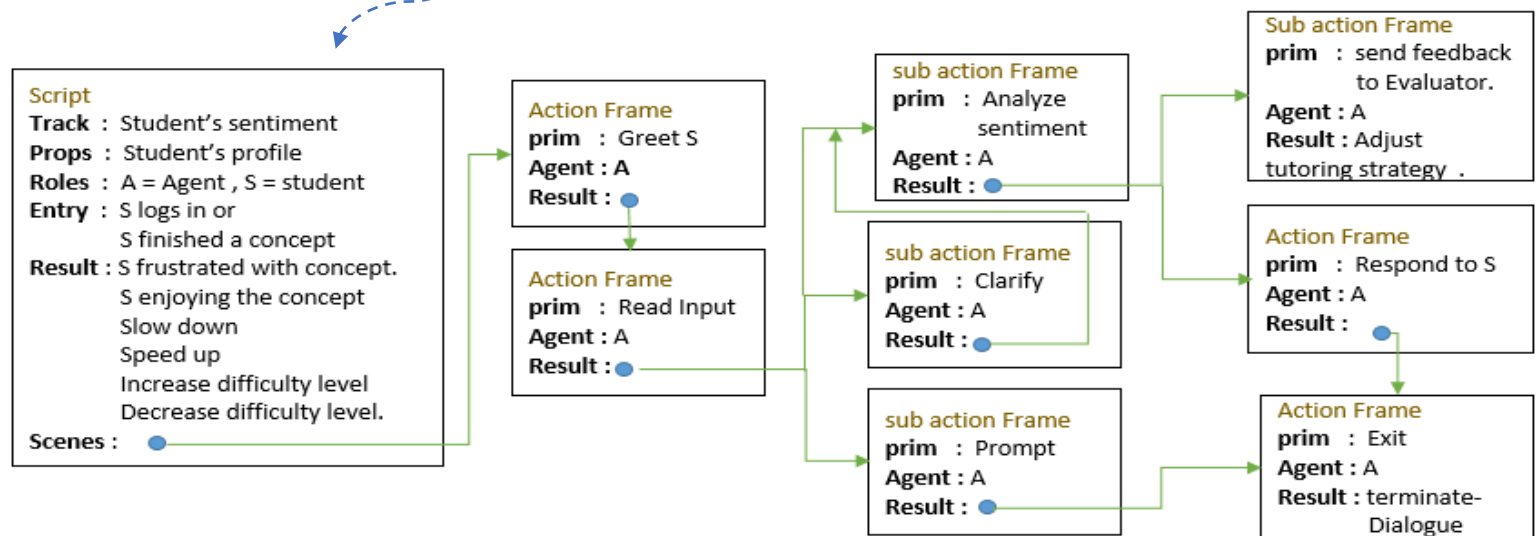 Script
Track : Student's sentiment
Props : Student's profile
Roles : A = Agent , S = student
Entry : S logs in or
S finished a concept
Result : S frustrated with concept.
S enjoying the concept
Slow down
Speed up
Increase difficulty level
Decrease difficulty level.
Scenes :
Action Frame
prim : Greet S
Agent : A
Result :
Action Frame
prim : Read Input
Agent : A
Result :
sub action Frame
prim : Analyze
sentiment
Agent : A
Result :
sub action Frame
prim : Clarify
Agent : A
Result :
sub action Frame
prim : Prompt
Agent : A
Result :
Sub action Frame
prim : send feedback
to Evaluator.
Agent : A
Result : Adjust
tutoring strategy .
Action Frame
prim : Respond to S
Agent : A
Result :
Action Frame
prim : Exit
Agent : A
Result : terminate-
Dialogue